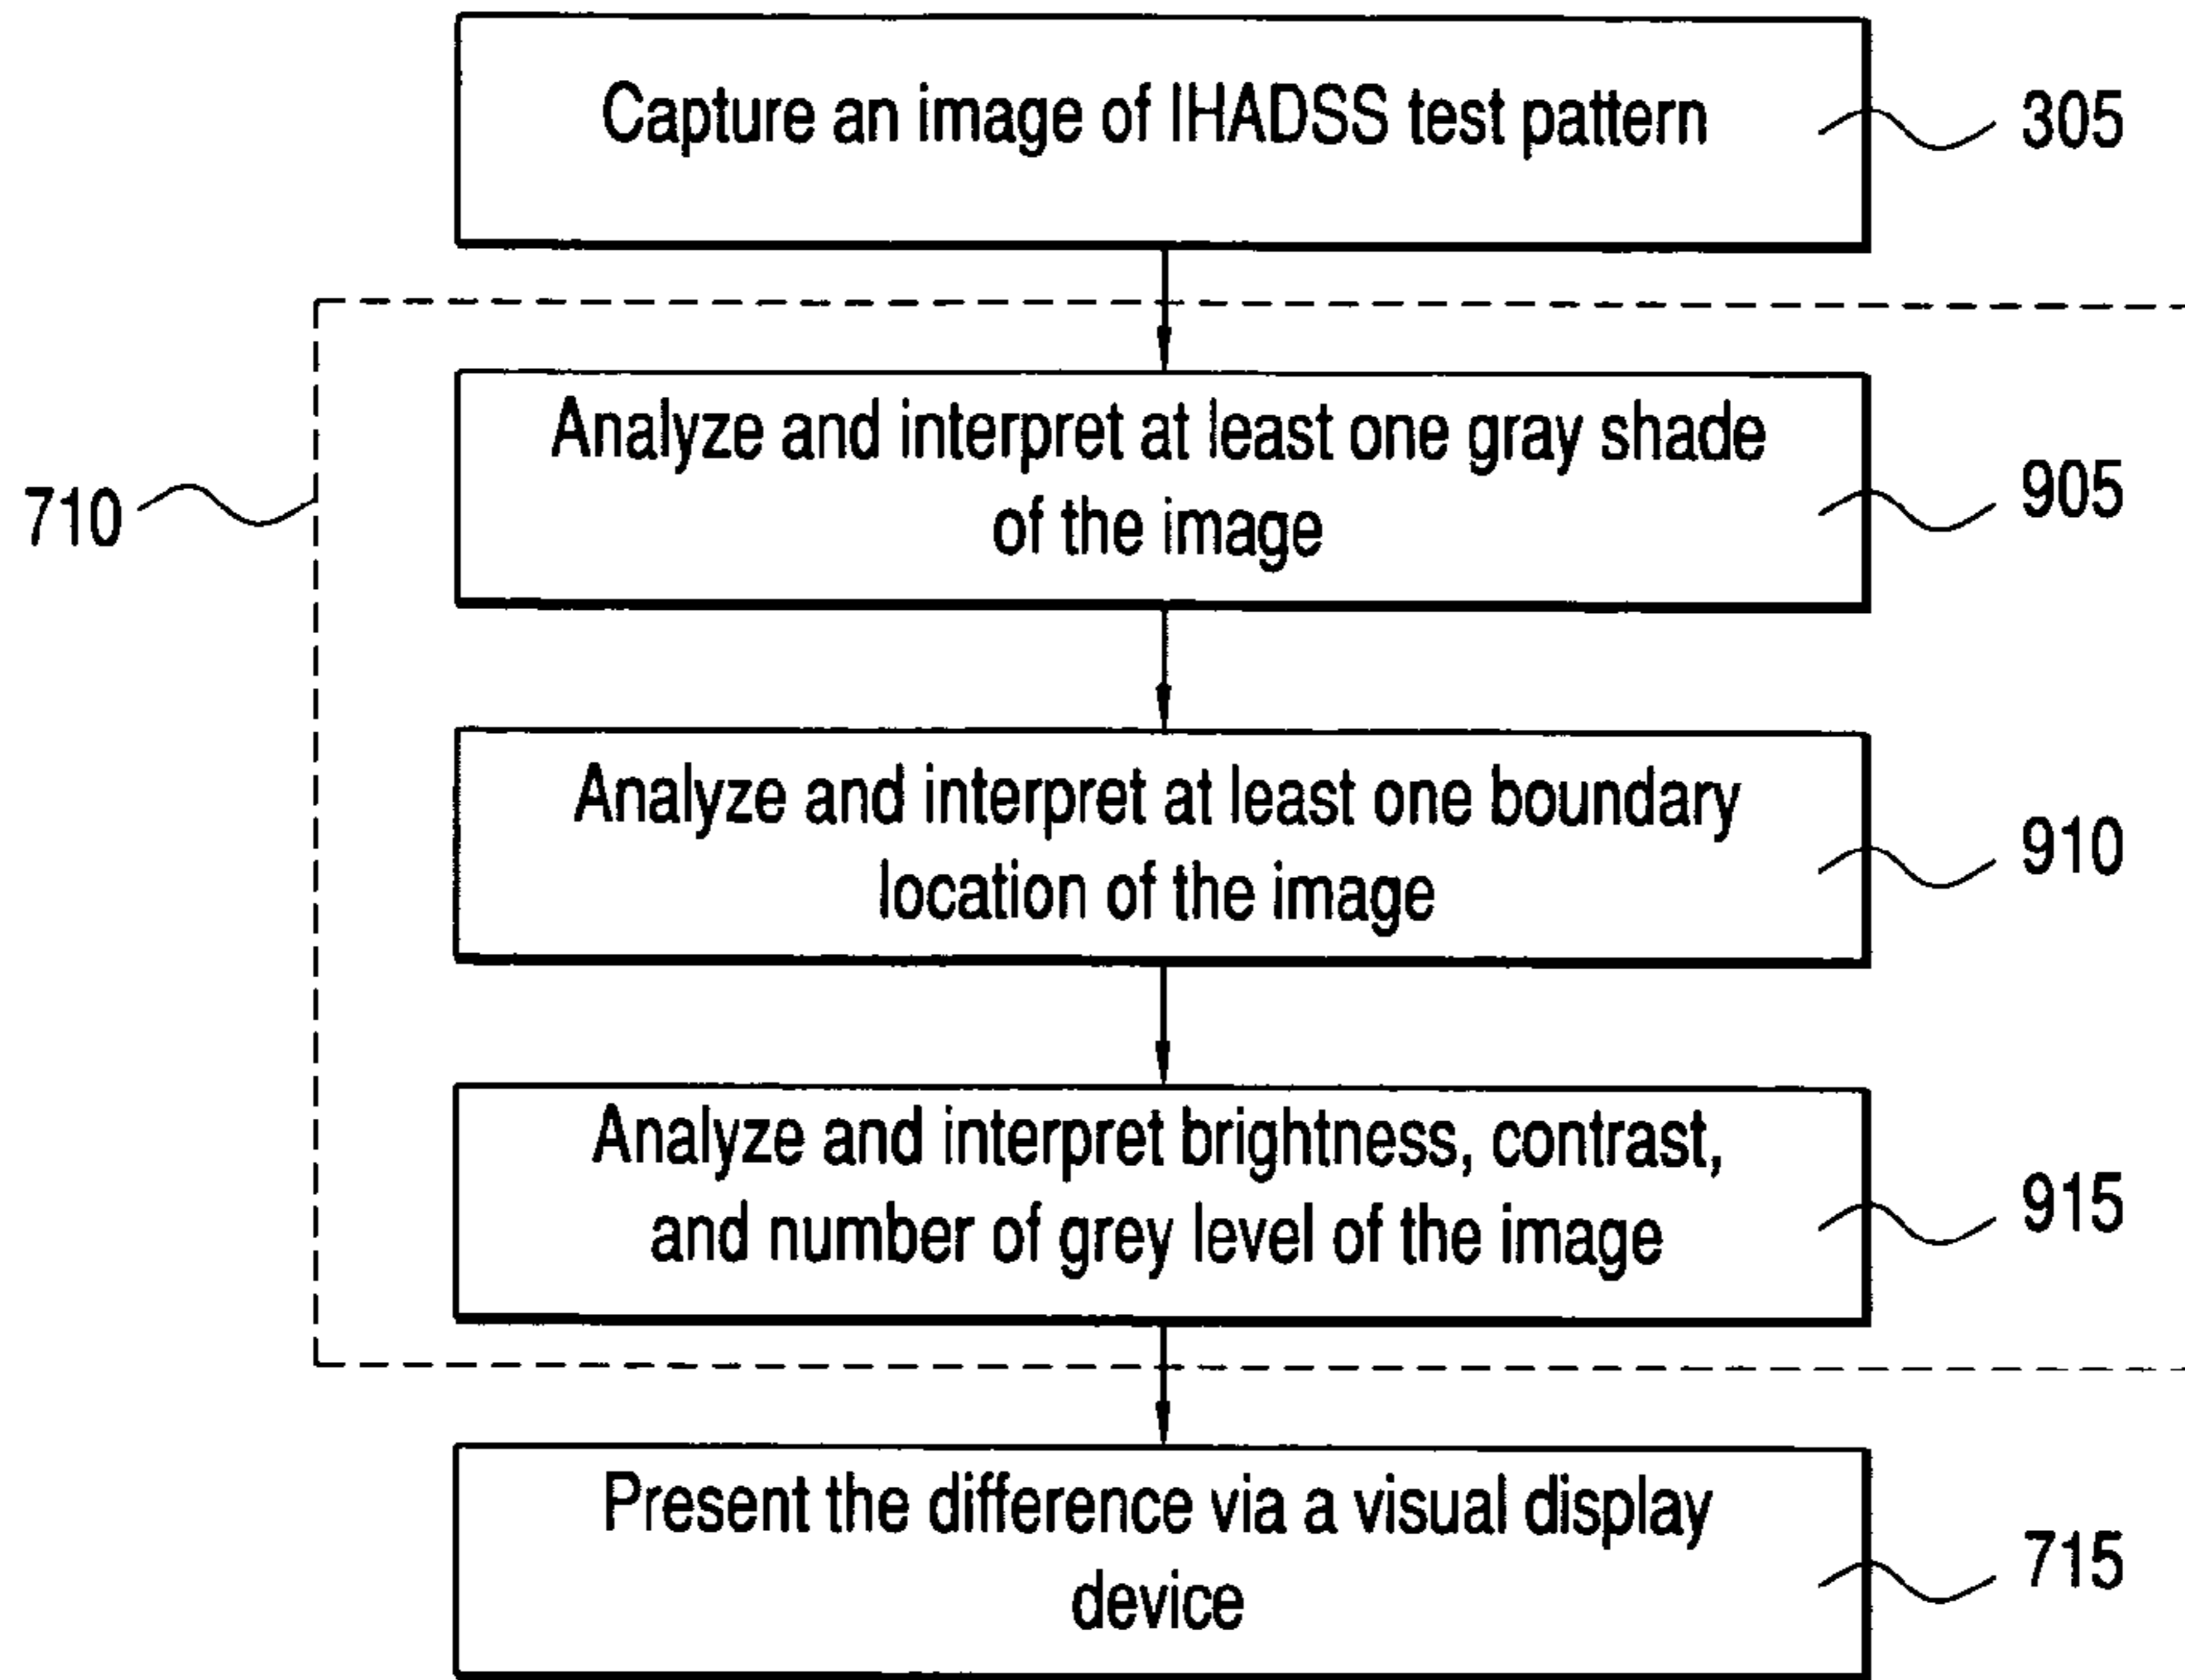 Capture an image of IHADSS test pattern
305
710
Analyze and interpret at least one gray shade
of the image
905
Analyze and interpret at least one boundary
location of the image
910
Analyze and interpret brightness, contrast,
and number of grey level of the image
915
Present the difference via a visual display
device
715